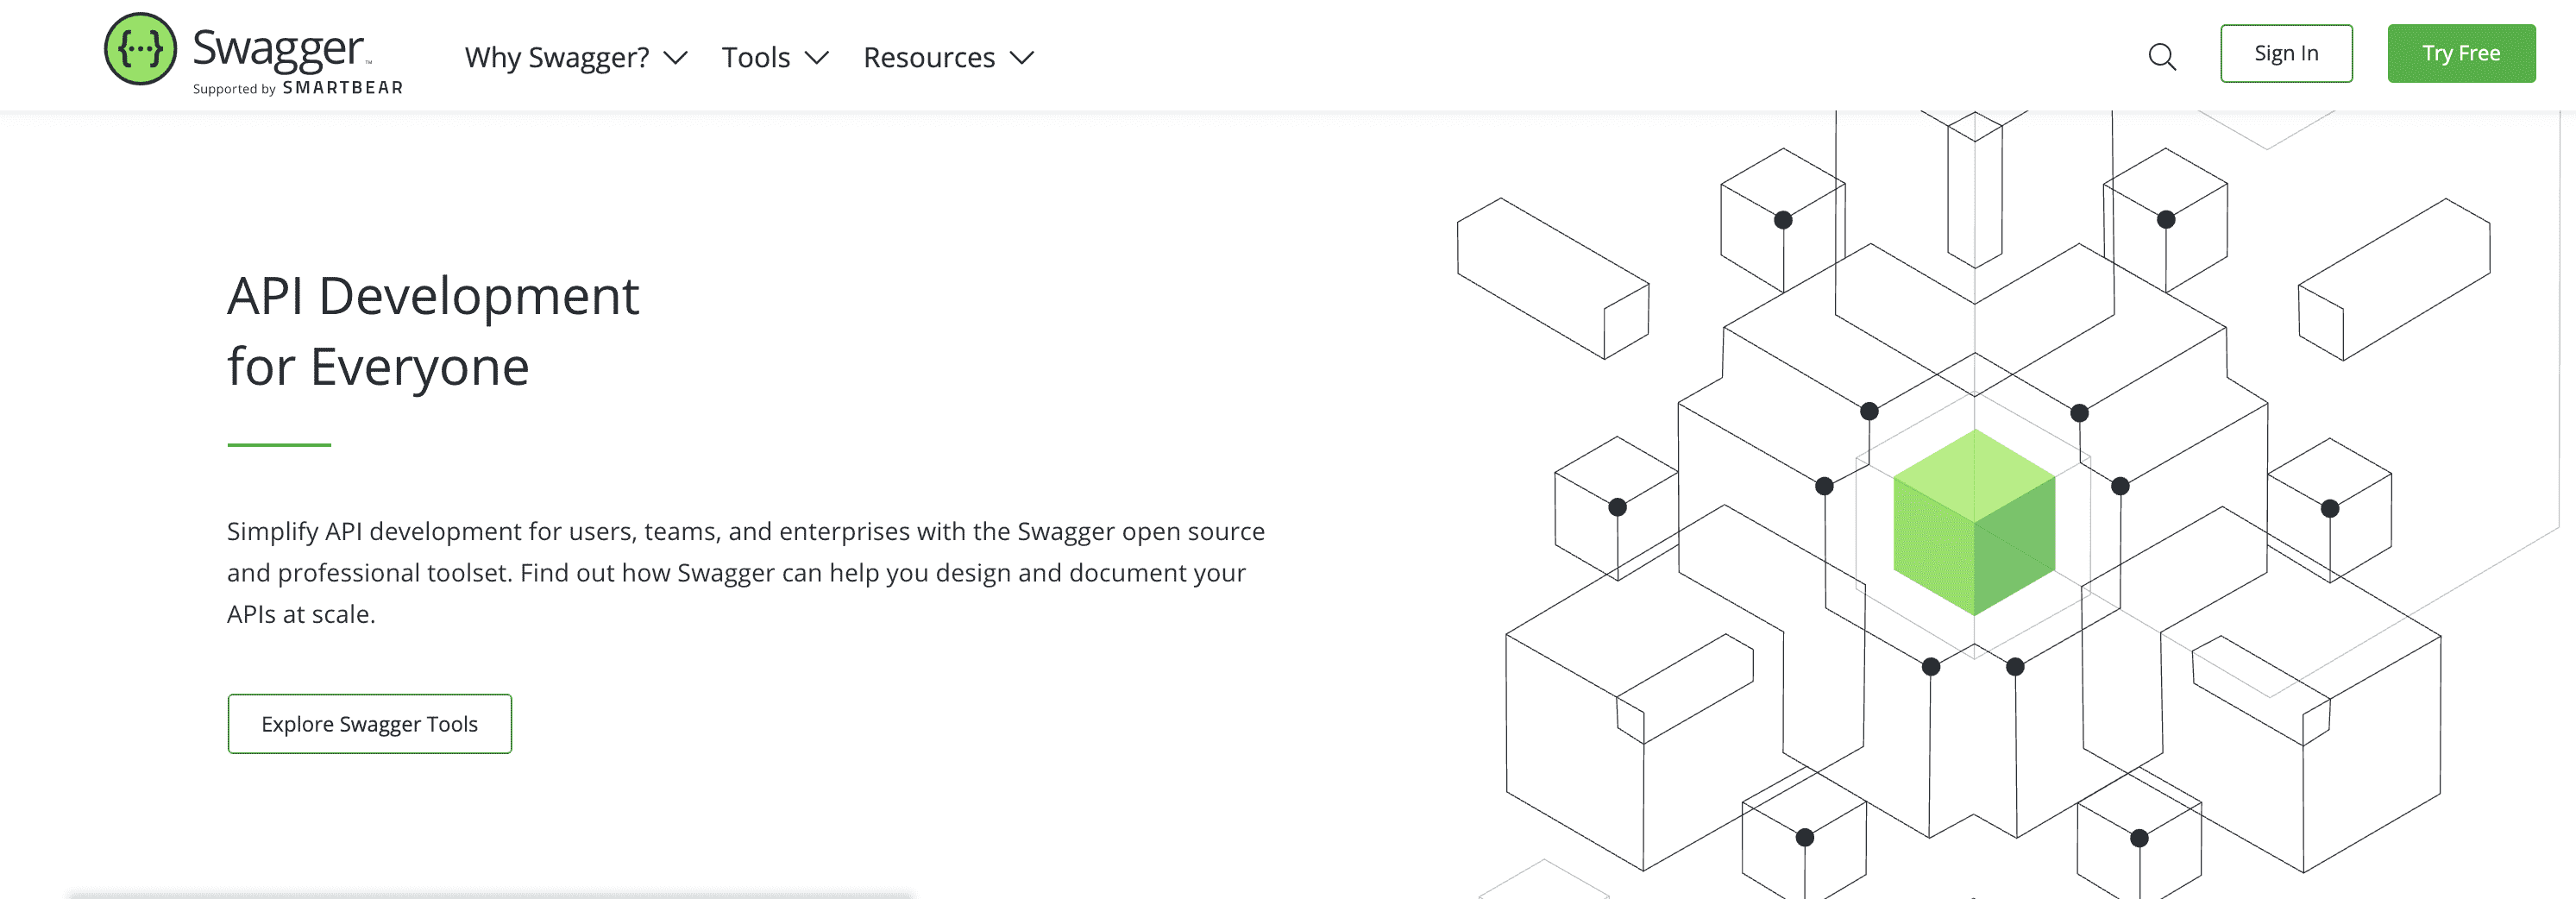 {...} Swagger™
Supported by SMARTBEAR
Why Swagger? Tools Resources Sign In Try Free
API Development
for Everyone
Simplify API development for users, teams, and enterprises with the Swagger open source
and professional toolset. Find out how Swagger can help you design and document your
APIs at scale.
Explore Swagger Tools